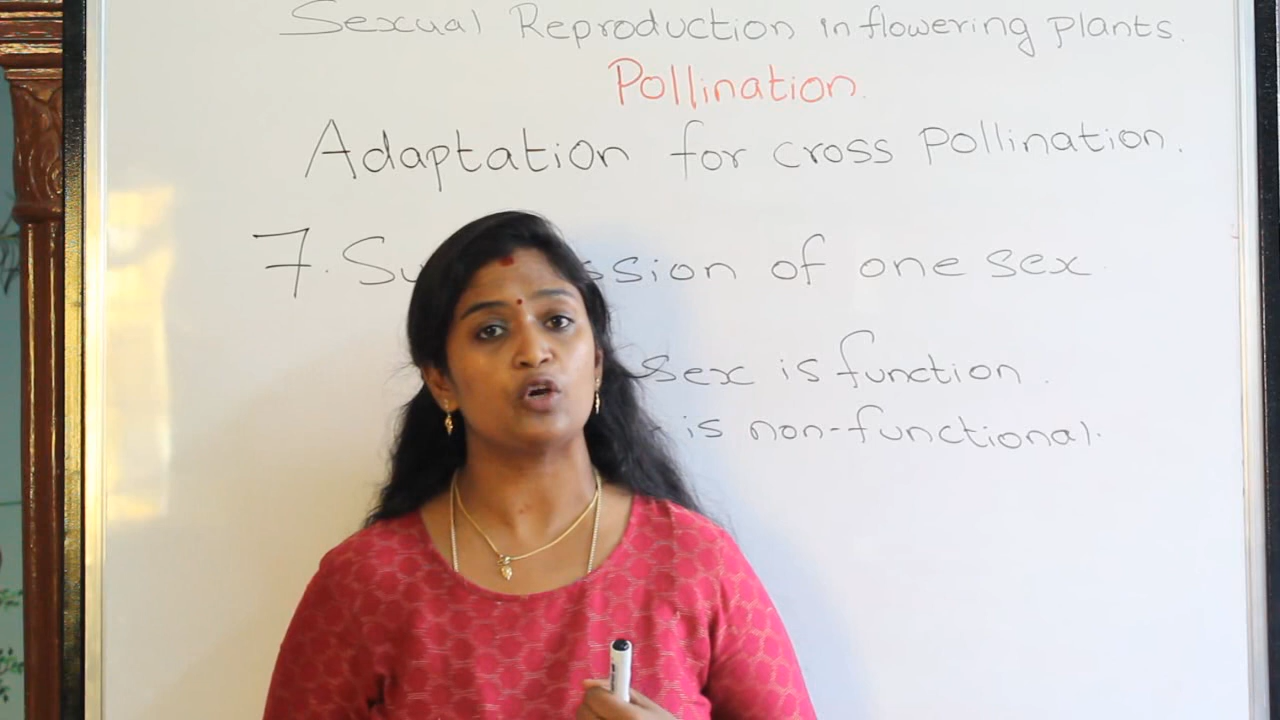 Sexual Reproduction in flowering plants.
Pollination.
Adaptation for cross pollination.
7. of one sex
sex is function.
is non-functional.